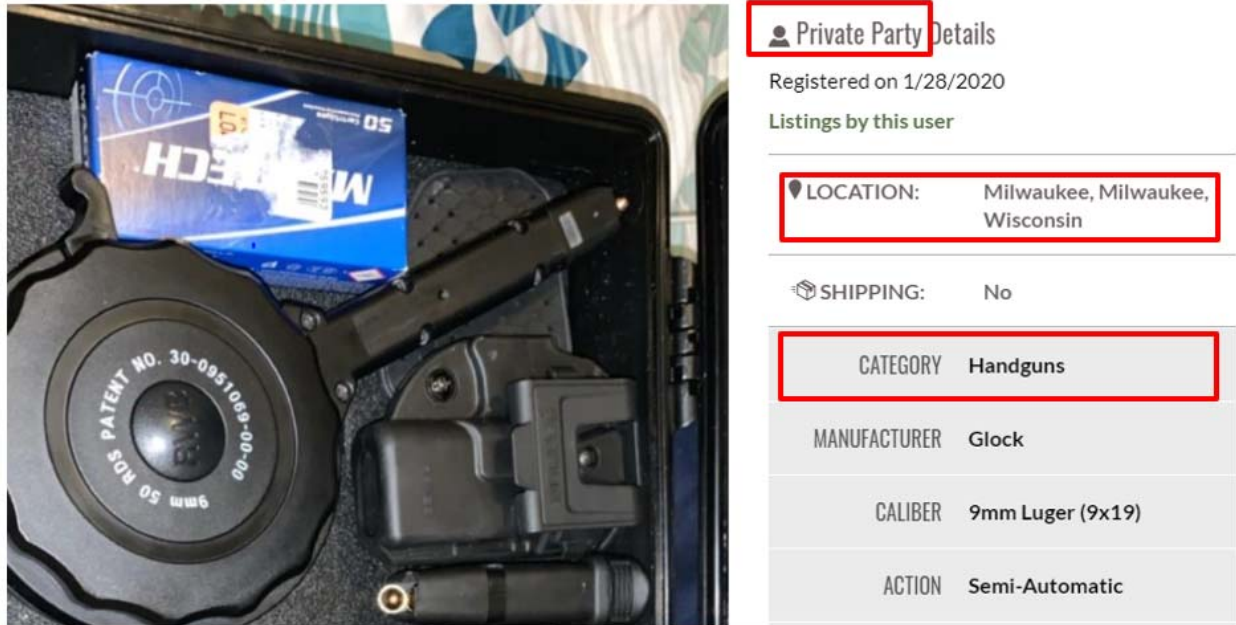 50 Cartridges
MAGTECH
9mm 50 RDS PATENT NO. 30-0951069-00-00
Private Party Details
Registered on 1/28/2020
Listings by this user
LOCATION: Milwaukee, Milwaukee,
Wisconsin
SHIPPING: No
CATEGORY Handguns
MANUFACTURER Glock
CALIBER 9mm Luger (9x19)
ACTION Semi-Automatic